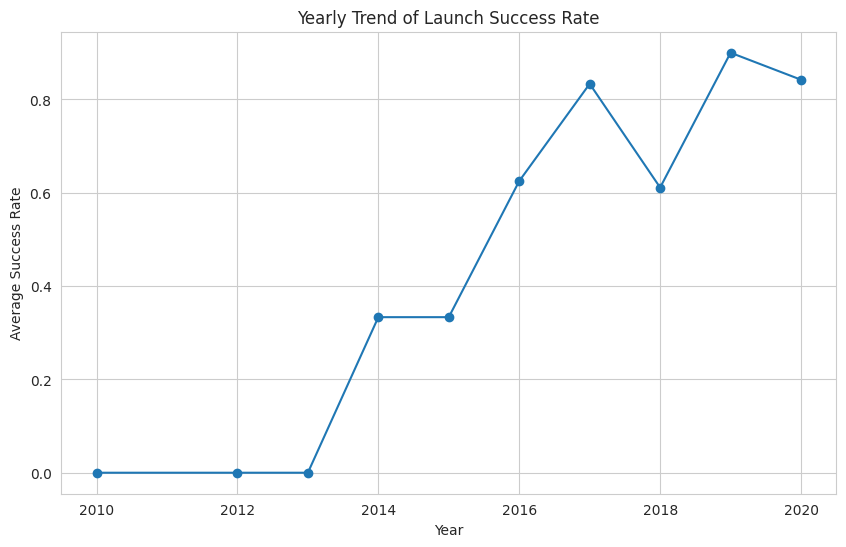 Yearly Trend of Launch Success Rate
0.8
0.6
0.4
0.2
0.0
Average Success Rate
2010 2012 2014 2016 2018 2020
Year